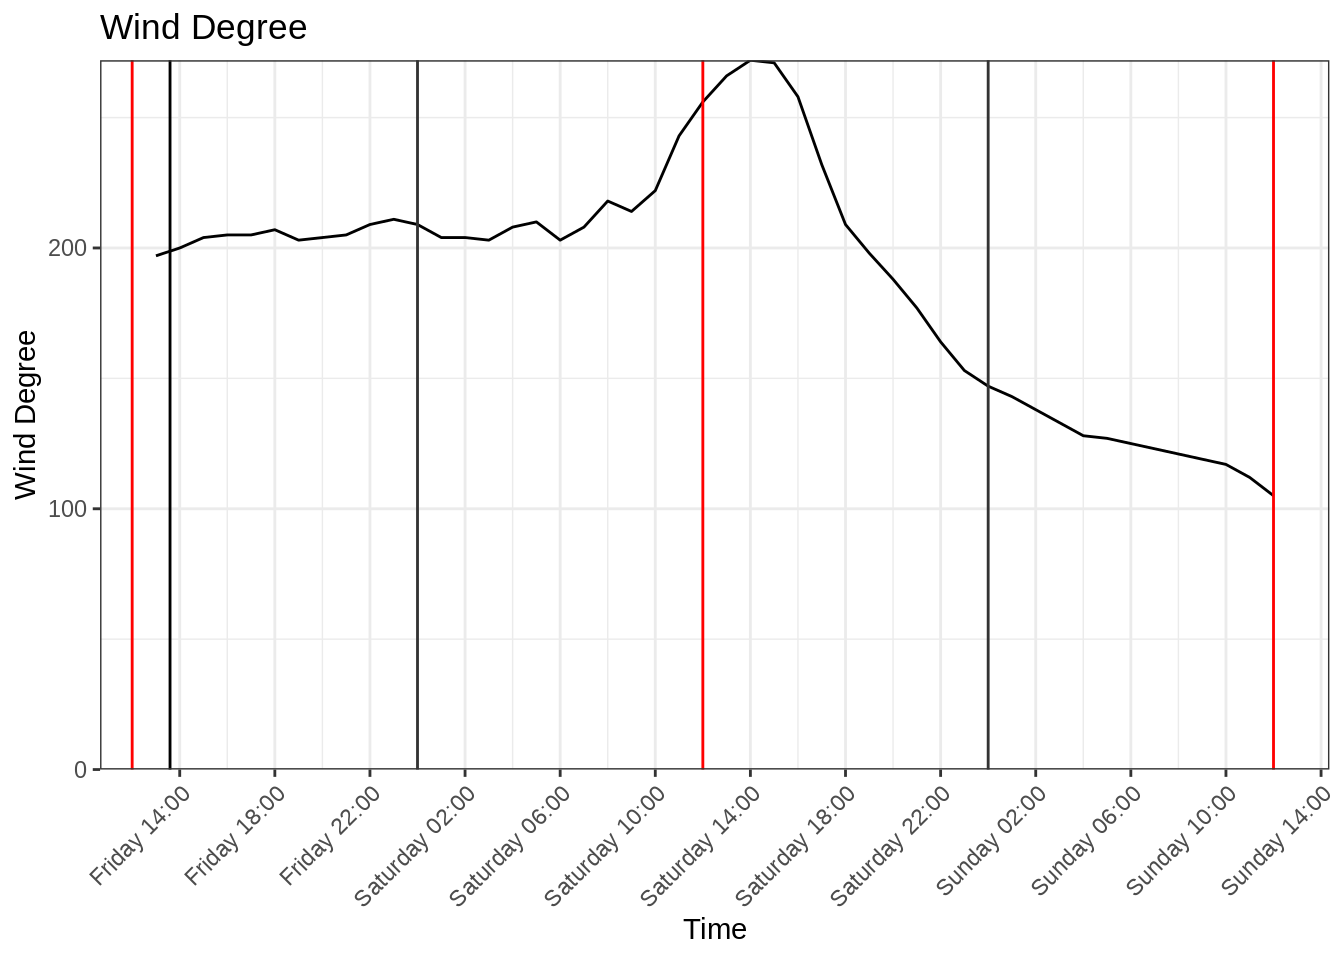 Wind Degree
Wind Degree
200
100
0
Friday 14:00
Friday 18:00
Friday 22:00
Saturday 02:00
Saturday 06:00
Saturday 10:00
Saturday 14:00
Saturday 18:00
Saturday 22:00
Sunday 02:00
Sunday 06:00
Sunday 10:00
Sunday 14:00
Time